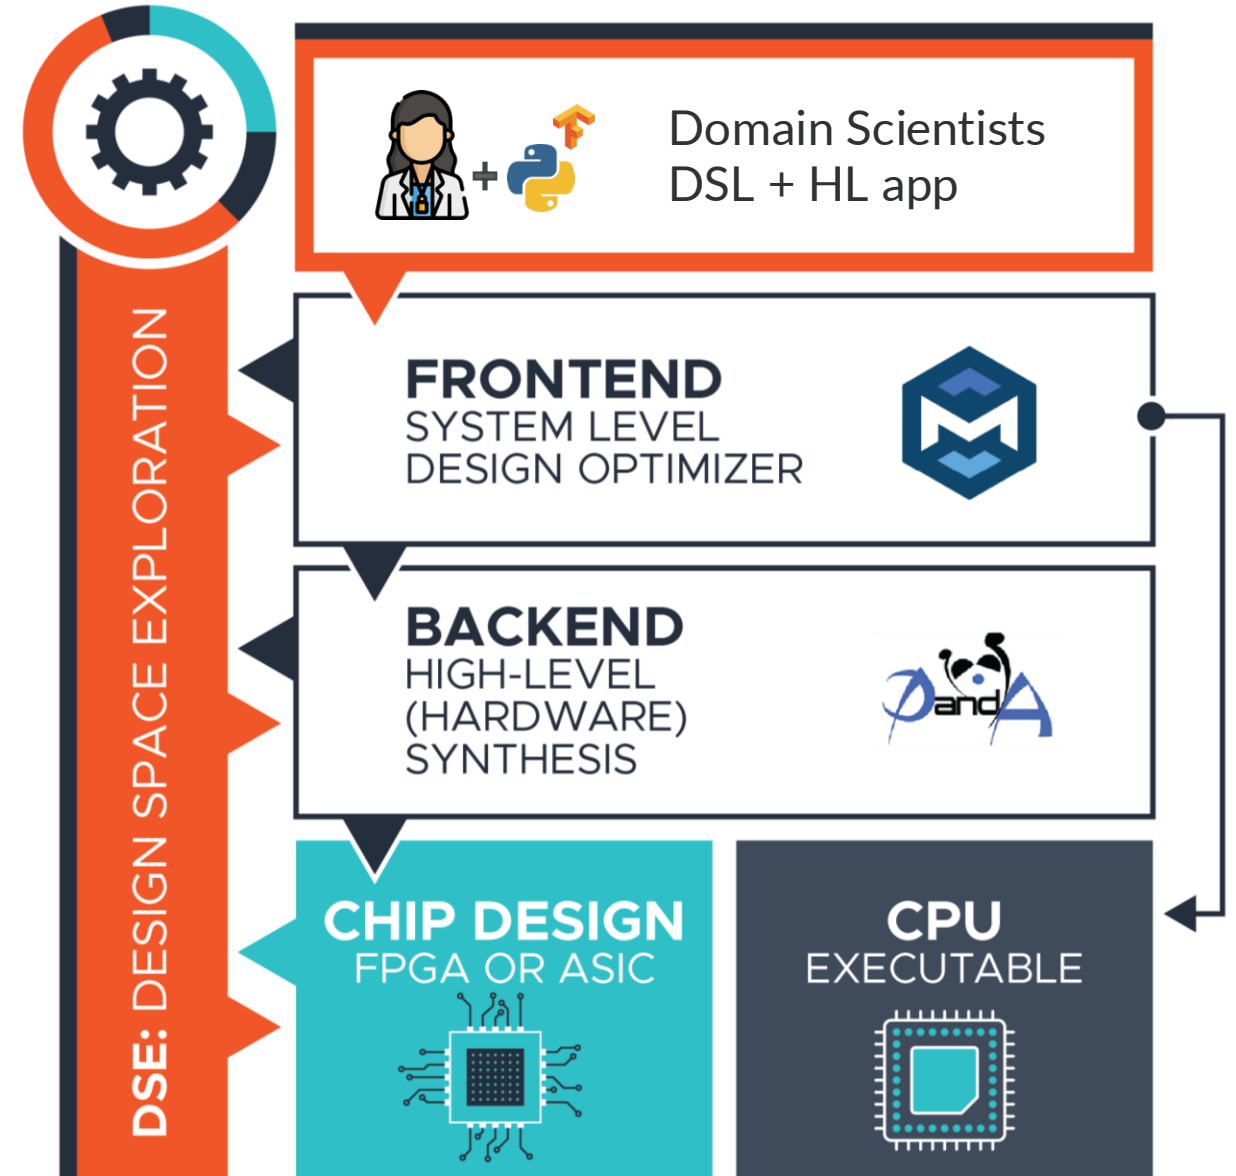 Domain Scientists
DSL + HL app
FRONTEND
SYSTEM LEVEL
DESIGN OPTIMIZER
BACKEND
HIGH-LEVEL
(HARDWARE)
SYNTHESIS
PandA
CHIP DESIGN
FPGA OR ASIC
CPU
EXECUTABLE
DSE: DESIGN SPACE EXPLORATION